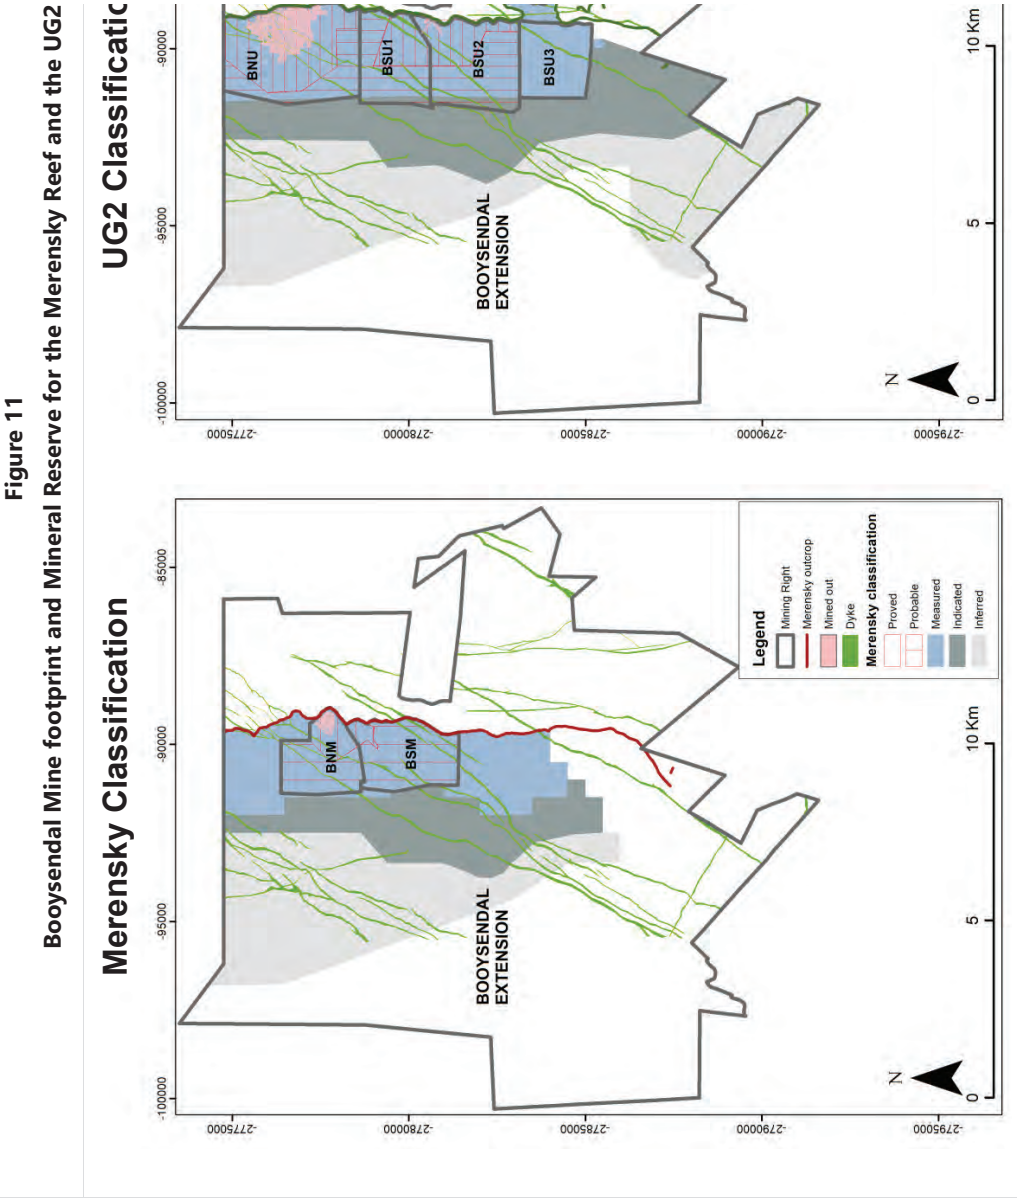 Figure 11
Booysendal Mine footprint and Mineral Reserve for the Merensky Reef and the UG2
Merensky Classification
-100000
-95000
-90000
-85000
-2775000
-2780000
-2785000
-2790000
-2795000
BNM
BSM
BOOYSENDAL
EXTENSION
N
0
5
10 Km
Legend
Mining Right
Merensky outcrop
Mined out
Dyke
Merensky classification
Proved
Probable
Measured
Indicated
Inferred
UG2 Classificatio
-100000
-95000
-90000
-2775000
-2780000
-2785000
-2790000
-2795000
BNU
BSU1
BSU2
BSU3
BOOYSENDAL
EXTENSION
N
0
5
10 Km